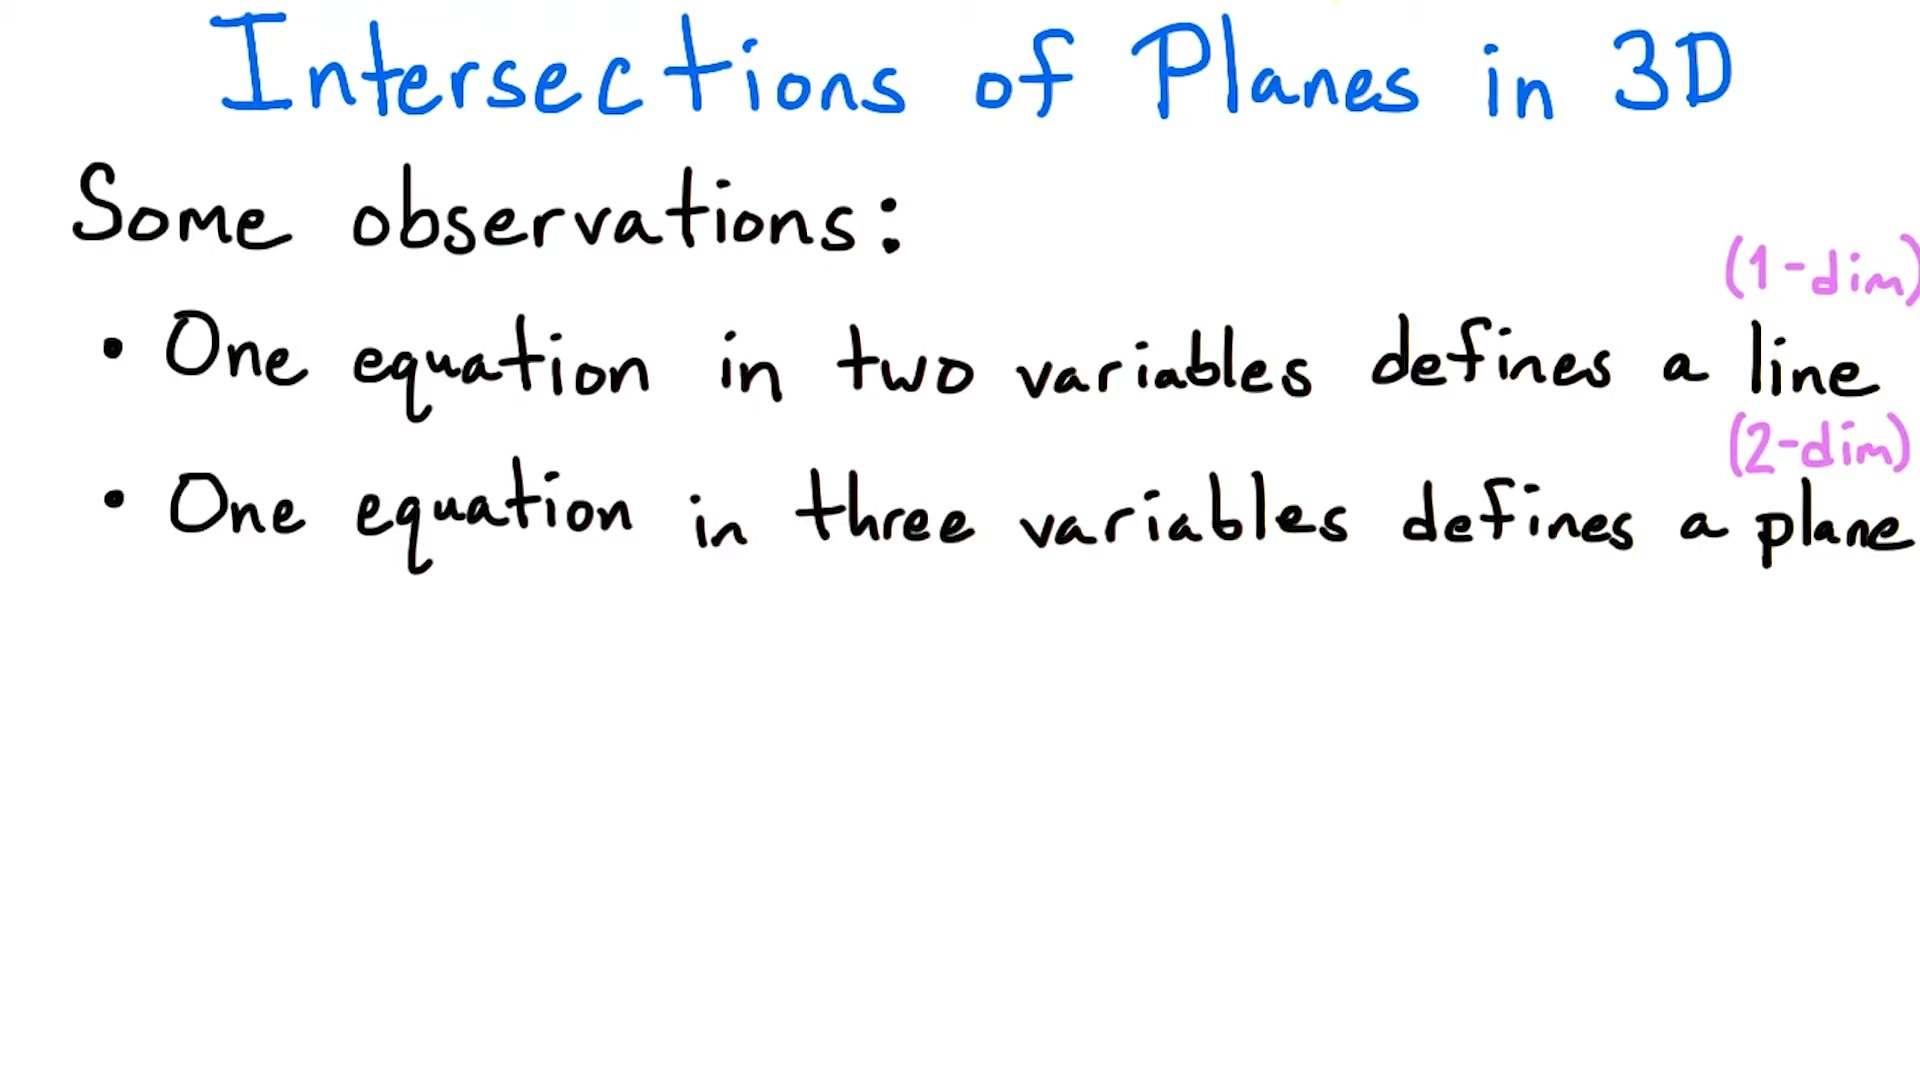 Intersections of Planes in 3D
Some observations:
(1-dim)
• One equation in two variables defines a line
(2-dim)
• One equation in three variables defines a plane